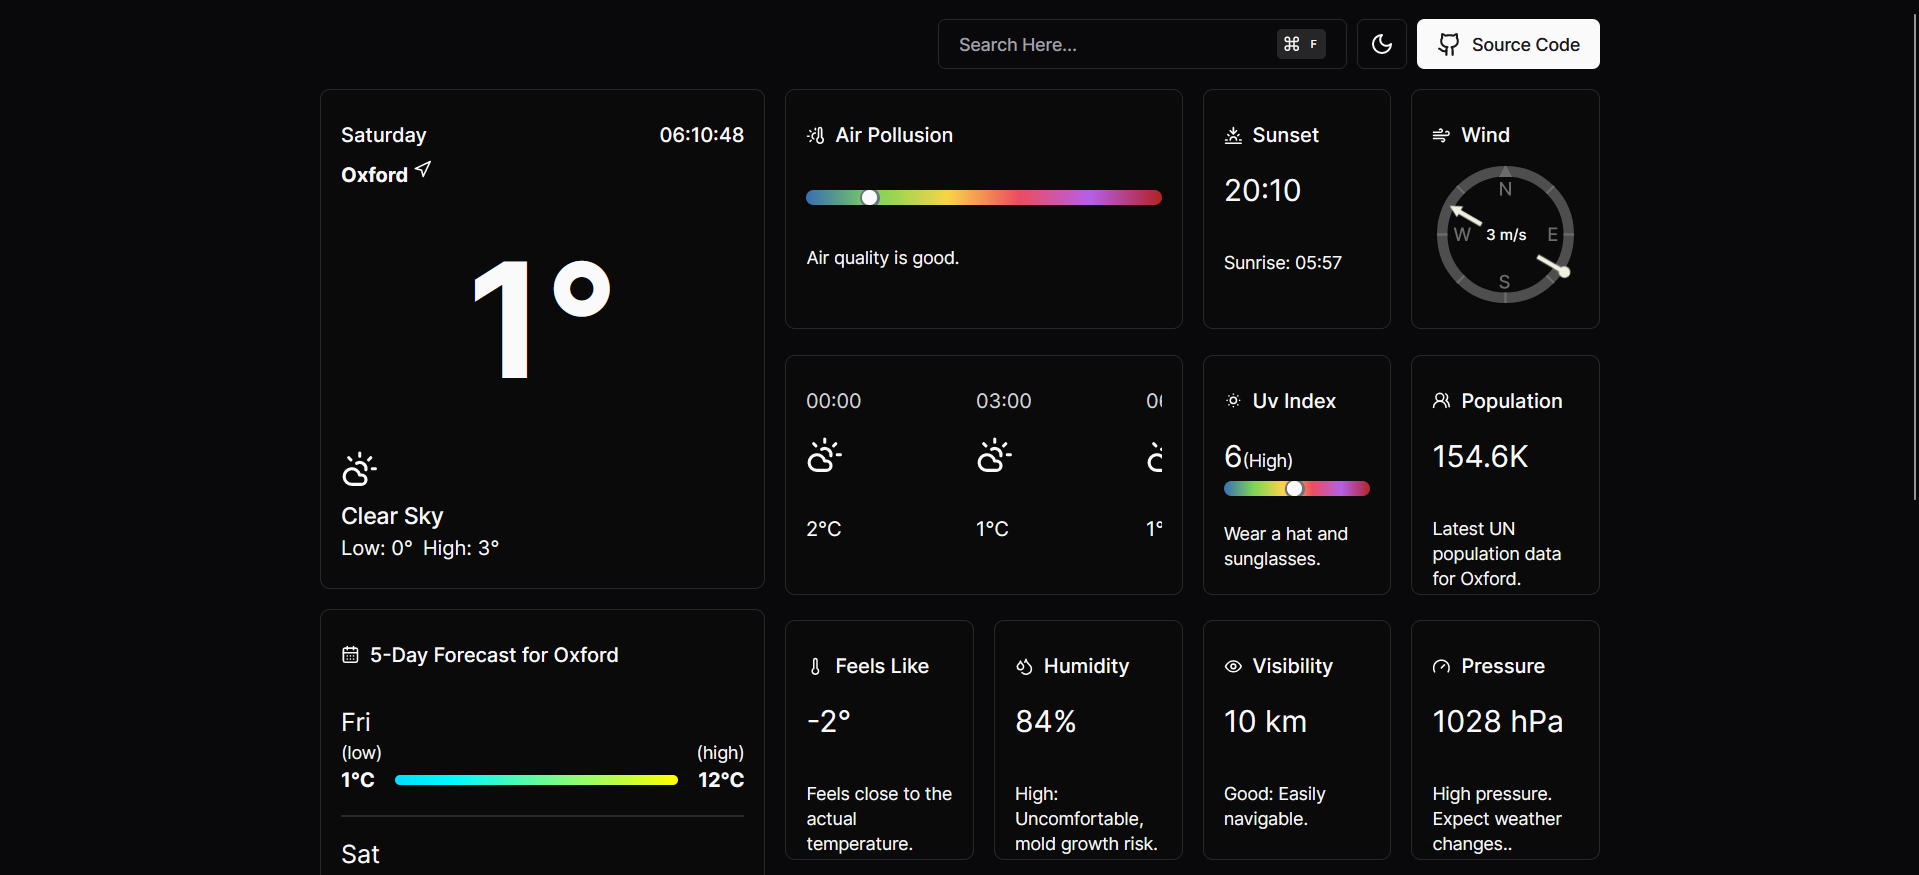 Search Here...
⌘ F
Source Code
Saturday
06:10:48
Oxford
1°
Clear Sky
Low: 0° High: 3°
Air Pollusion
Air quality is good.
Sunset
20:10
Sunrise: 05:57
Wind
N
W
3 m/s
E
S
00:00
03:00
2°C
1°C
1°
Uv Index
6(High)
Wear a hat and
sunglasses.
Population
154.6K
Latest UN
population data
for Oxford.
5-Day Forecast for Oxford
Fri
(low)
(high)
1°C
12°C
Sat
Feels Like
-2°
Feels close to the
actual
temperature.
Humidity
84%
High:
Uncomfortable,
mold growth risk.
Visibility
10 km
Good: Easily
navigable.
Pressure
1028 hPa
High pressure.
Expect weather
changes..